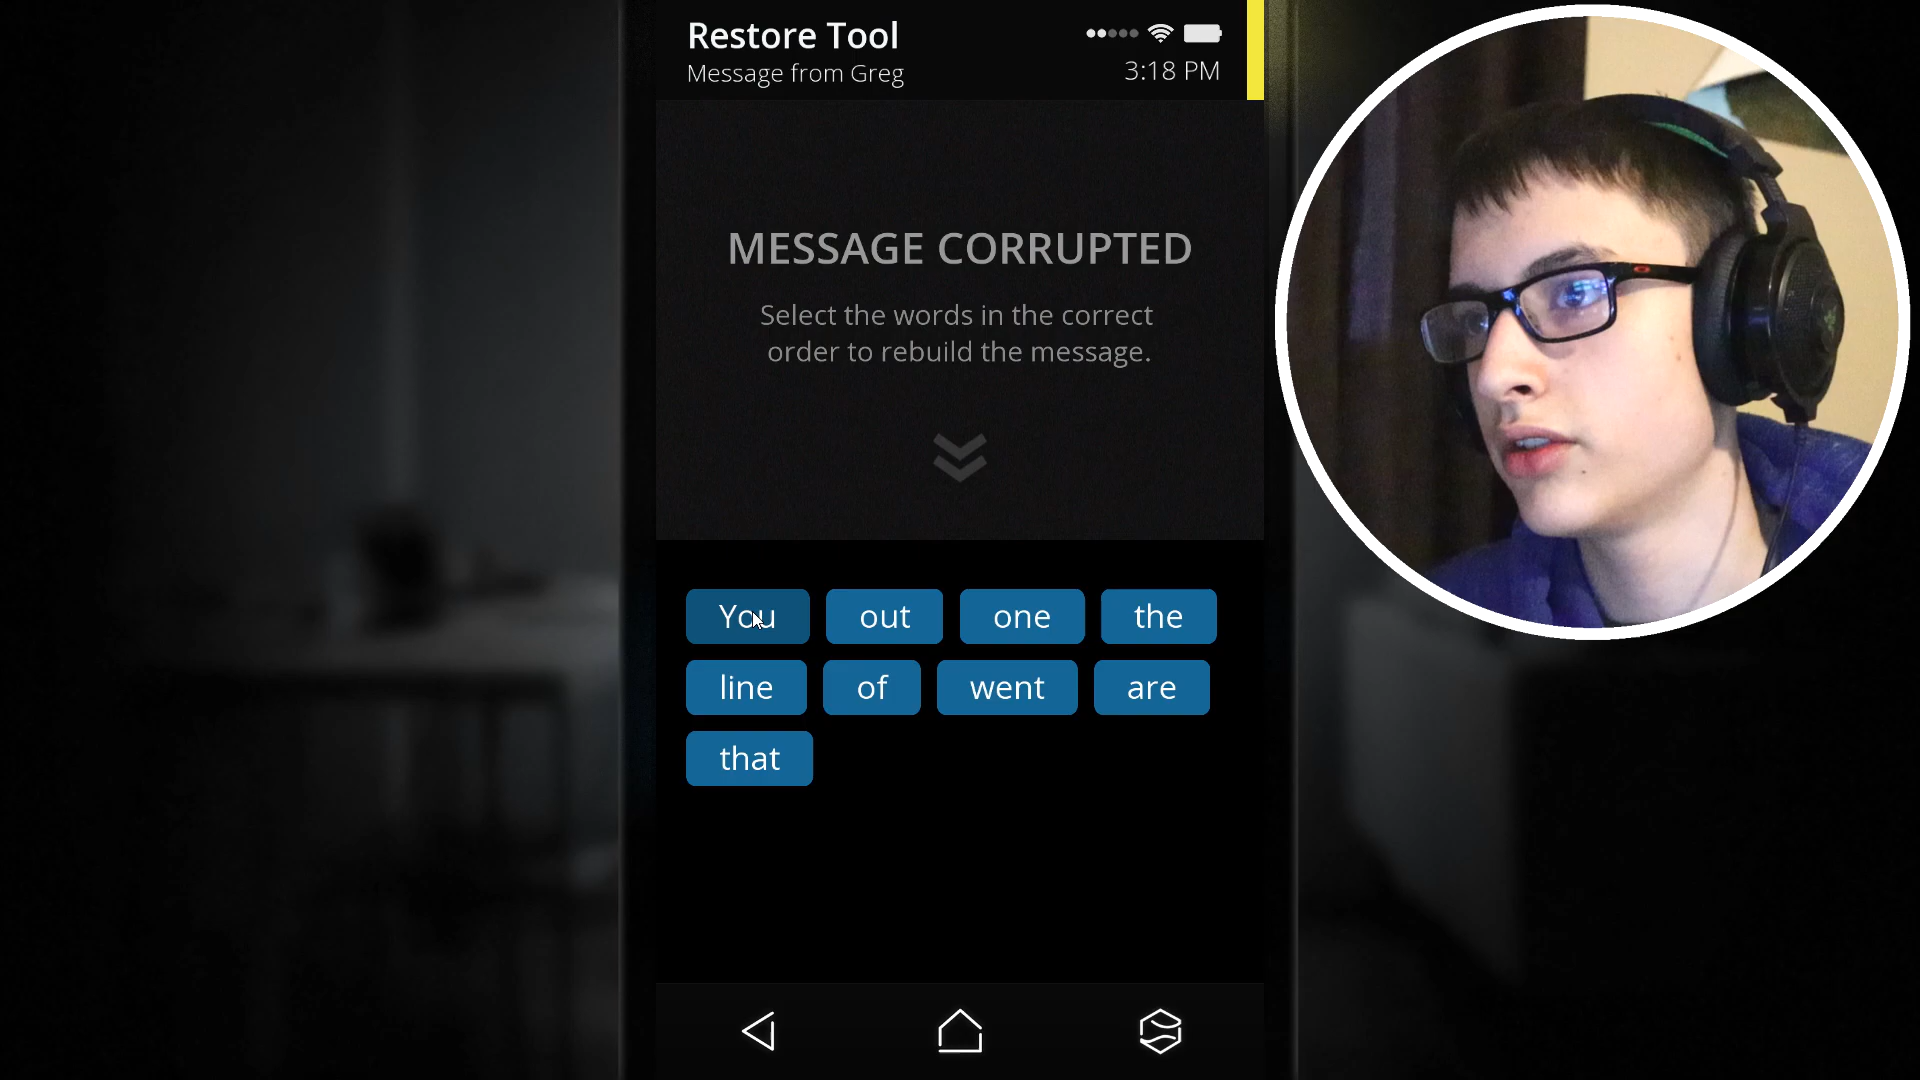 Restore Tool
Message from Greg
3:18 PM
MESSAGE CORRUPTED
Select the words in the correct
order to rebuild the message.
You out one the
line of went are
that